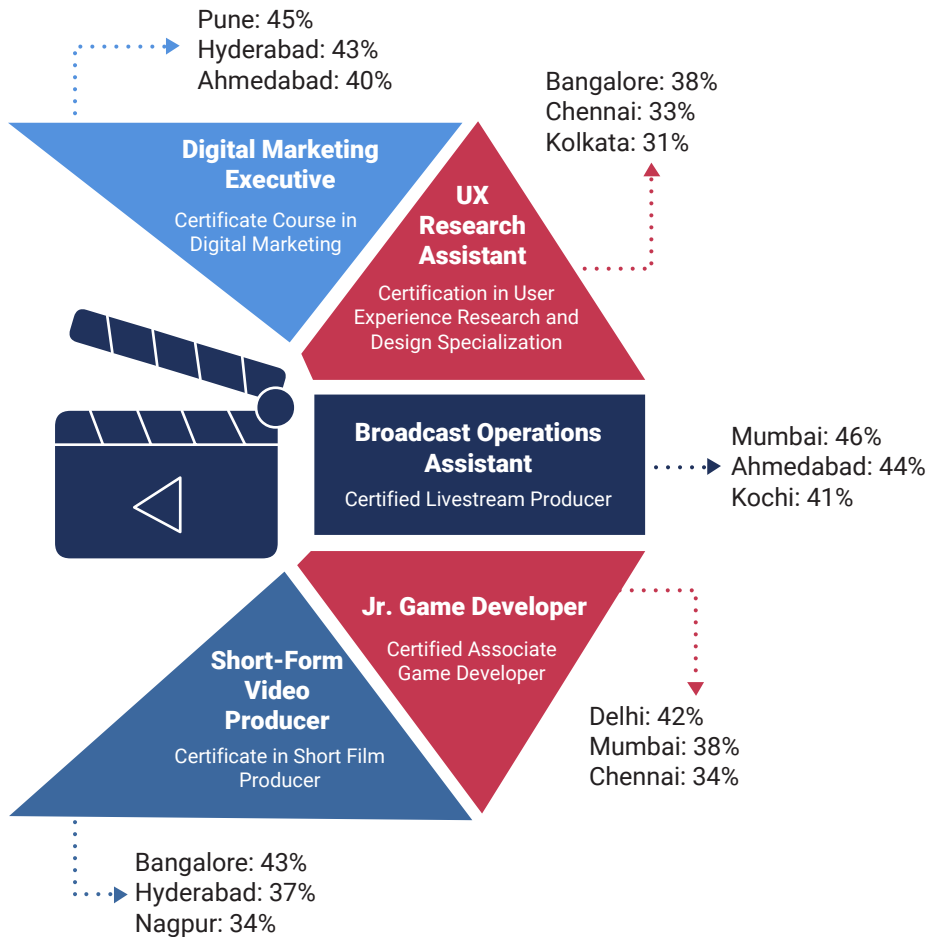 Pune: 45%
Hyderabad: 43%
Ahmedabad: 40%
Digital Marketing
Executive
Certificate Course in
Digital Marketing
Bangalore: 38%
Chennai: 33%
Kolkata: 31%
UX
Research
Assistant
Certification in User
Experience Research and
Design Specialization
Broadcast Operations
Assistant
Certified Livestream Producer
Mumbai: 46%
Ahmedabad: 44%
Kochi: 41%
Jr. Game Developer
Certified Associate
Game Developer
Delhi: 42%
Mumbai: 38%
Chennai: 34%
Short-Form
Video
Producer
Certificate in Short Film
Producer
Bangalore: 43%
Hyderabad: 37%
Nagpur: 34%